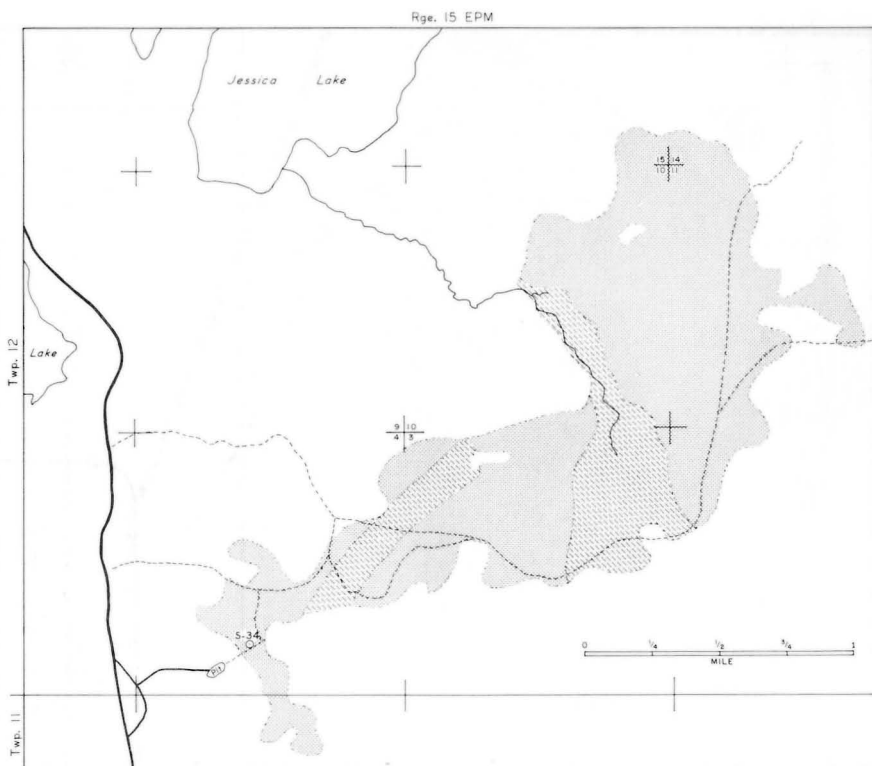 Rge. 15 EPM
Jessica Lake
15 14
10 11
Twp. 12
Lake
9 10
4 3
S-34
Pit
0 1/4 1/2 3/4 1
MILE
Twp. 11